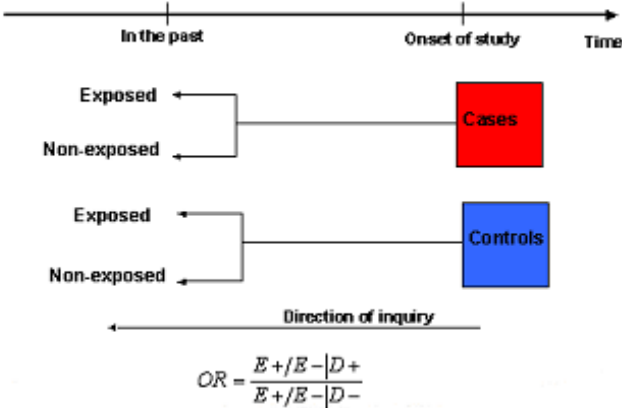 In the past Onset of study Time
Exposed
Cases
Non-exposed
Exposed
Controls
Non-exposed
Direction of inquiry
OR = E+/E-|D+
E+/E-|D-